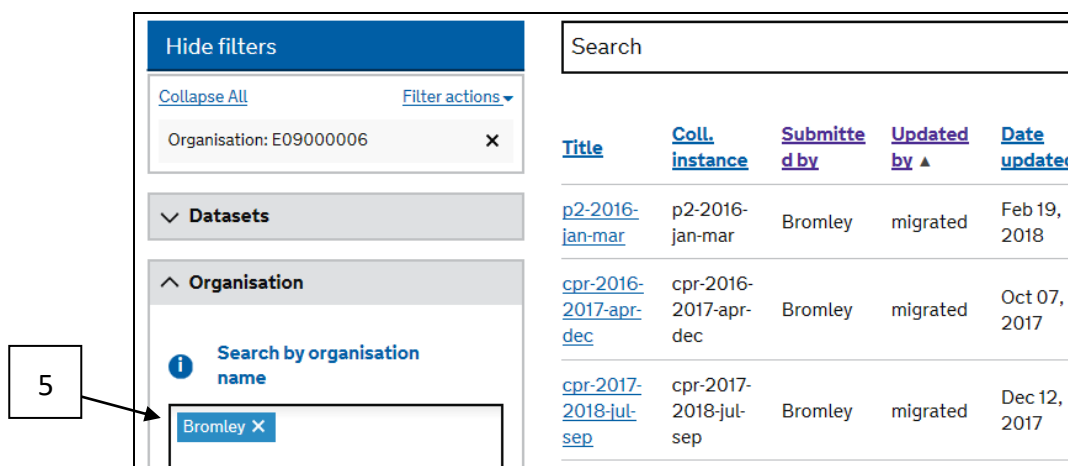 Hide filters
Collapse All
Filter actions
Organisation: E09000006 ×
Datasets
Organisation
Search by organisation
name
Bromley ×
5
Search
Title
Coll.
instance
Submitte
d by
Updated
by ▲
Date
updated
p2-2016-
jan-mar
p2-2016-
jan-mar
Bromley
migrated
Feb 19,
2018
cpr-2016-
2017-apr-
dec
cpr-2016-
2017-apr-
dec
Bromley
migrated
Oct 07,
2017
cpr-2017-
2018-jul-
sep
cpr-2017-
2018-jul-
sep
Bromley
migrated
Dec 12,
2017